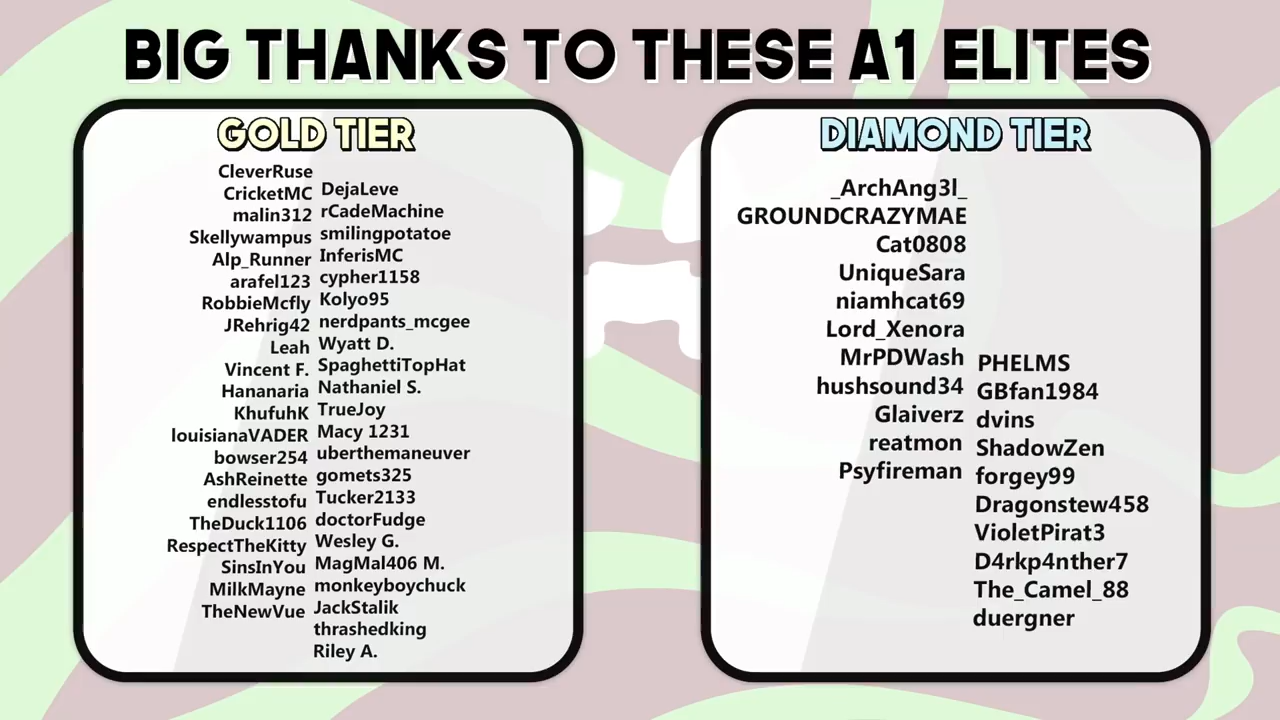 BIG THANKS TO THESE A1 ELITES
GOLD TIER
CleverRuse
CricketMC
malin312
Skellywampus
Alp_Runner
arafel123
RobbieMcfly
JRehrig42
Leah
Vincent F.
Hananaria
KhufuhK
louisianaVADER
bowser254
AshReinette
endlesstofu
TheDuck1106
RespectTheKitty
SinsInYou
MilkMayne
TheNewVue
DejaLeve
rCadeMachine
smilingpotatoe
InferisMC
cypher1158
Kolyo95
nerdpants_mcgee
Wyatt D.
SpaghettiTopHat
Nathaniel S.
TrueJoy
Macy 1231
uberthemaneuver
gomets325
Tucker2133
doctorFudge
Wesley G.
MagMal406 M.
monkeyboychuck
JackStalik
thrashedking
Riley A.
DIAMOND TIER
_ArchAng3l_
GROUNDCRAZYMAE
Cat0808
UniqueSara
niamhcat69
Lord_Xenora
MrPDWash
hushsound34
Glaiverz
reatmon
Psyfireman
PHELMS
GBfan1984
dvins
ShadowZen
forgey99
Dragonstew458
VioletPirat3
D4rkp4nther7
The_Camel_88
duergner